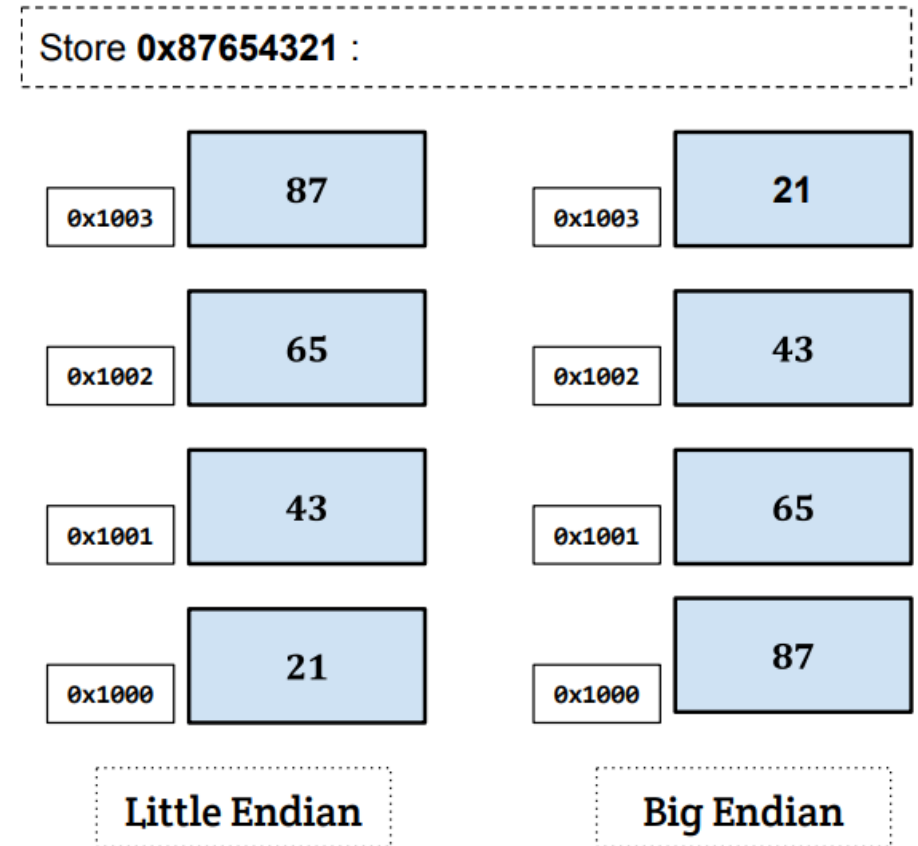 Store 0x87654321 :
0x1003 87 0x1003 21
0x1002 65 0x1002 43
0x1001 43 0x1001 65
0x1000 21 0x1000 87
Little Endian Big Endian